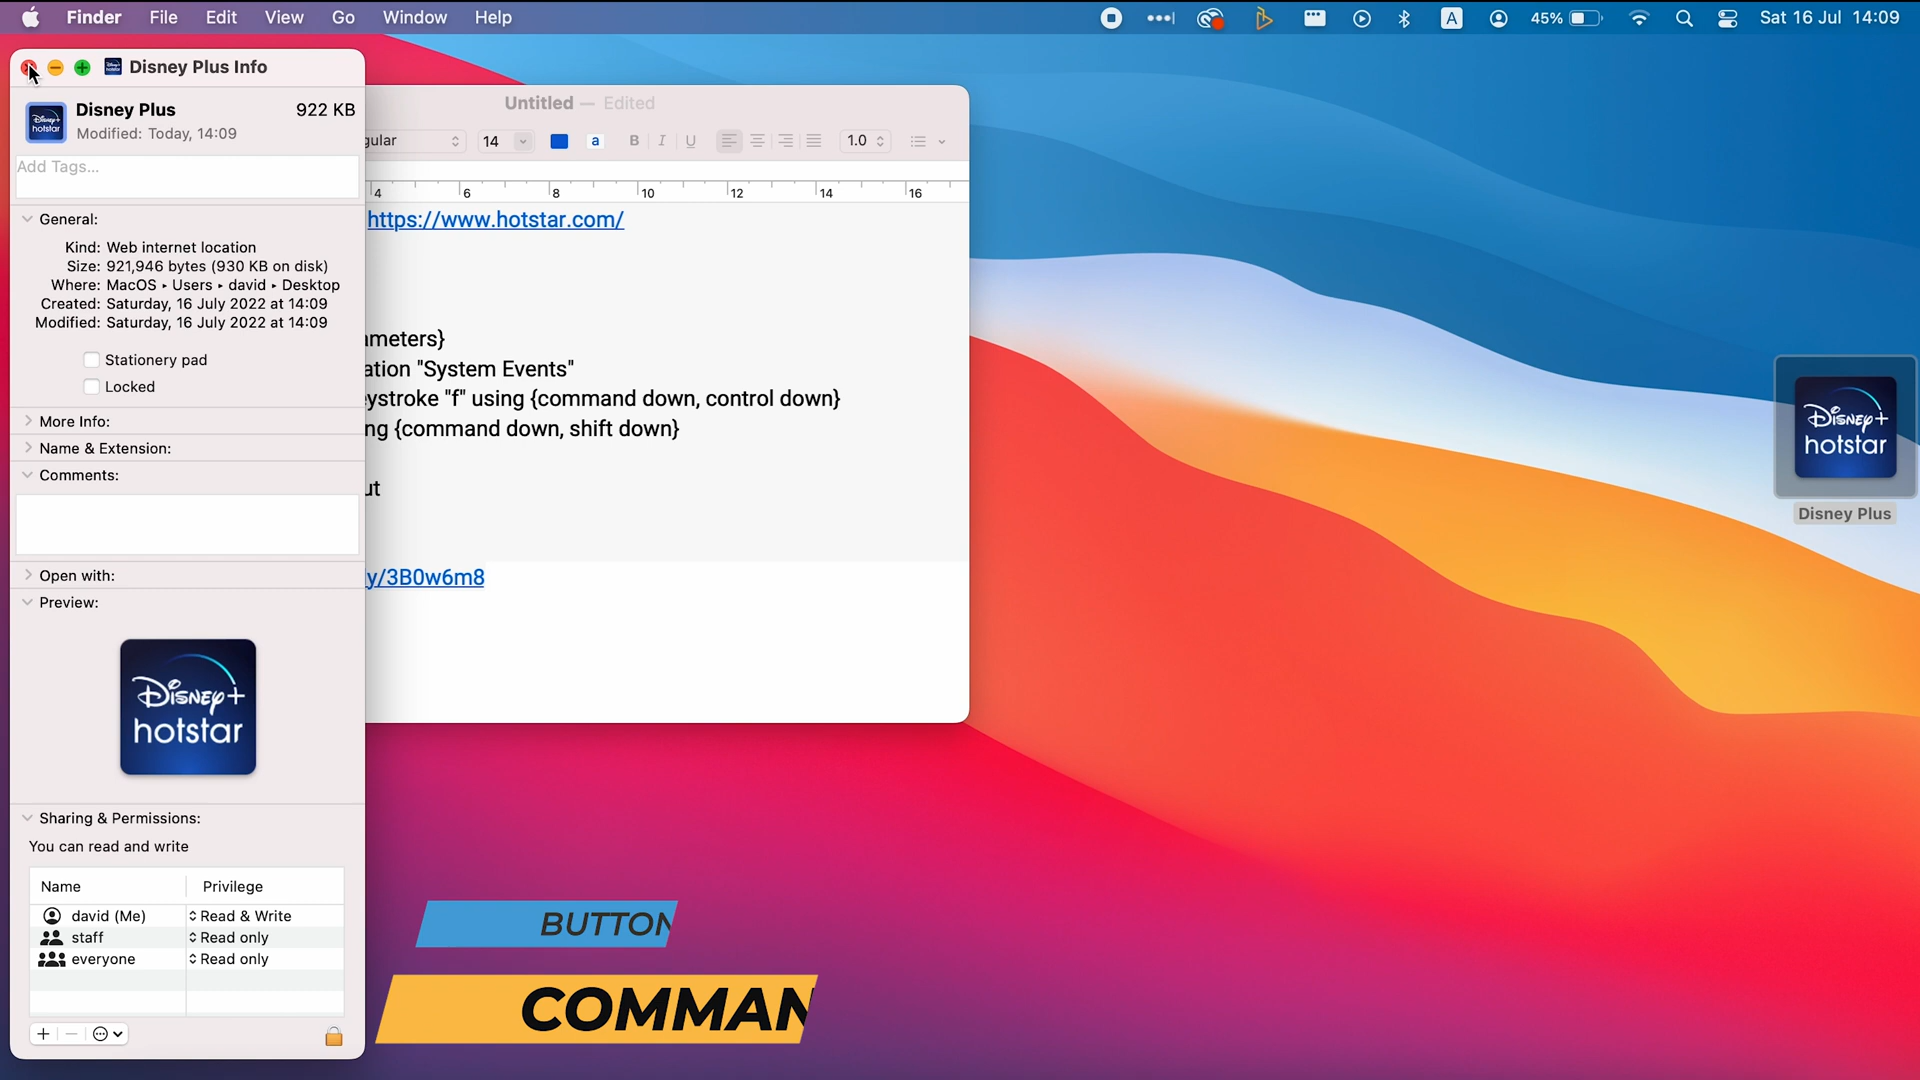 Finder File Edit View Go Window Help
A 45% Sat 16 Jul 14:09
Disney Plus Info
Disney Plus 922 KB
Modified: Today, 14:09
Add Tags...
General:
Kind: Web internet location
Size: 921,946 bytes (930 KB on disk)
Where: MacOS ▸ Users ▸ david ▸ Desktop
Created: Saturday, 16 July 2022 at 14:09
Modified: Saturday, 16 July 2022 at 14:09
Stationery pad
Locked
More Info:
Name & Extension:
Comments:
Open with:
Preview:
Disney+
hotstar
Sharing & Permissions:
You can read and write
Name Privilege
david (Me) Read & Write
staff Read only
everyone Read only
Untitled — Edited
gular 14 a B I U 1.0
4 6 8 10 12 14 16
https://www.hotstar.com/
ameters}
ation "System Events"
eystroke "f" using {command down, control down}
ng {command down, shift down}
ut
y/3B0w6m8
Disney+
hotstar
Disney Plus
BUTTON
COMMAN